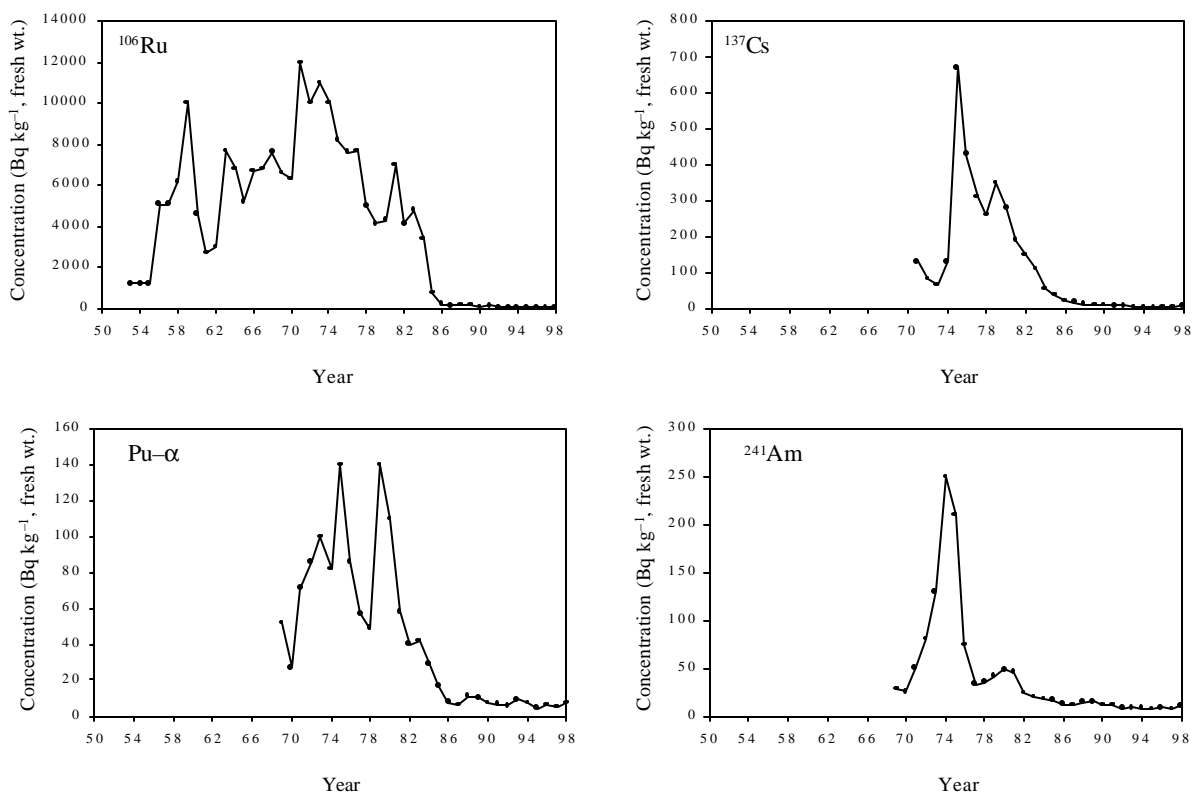 14000
12000
10000
8000
6000
4000
2000
0
Concentration (Bq kg⁻¹, fresh wt.)
¹⁰⁶Ru
50 54 58 62 66 70 74 78 82 86 90 94 98
Year
800
700
600
500
400
300
200
100
0
Concentration (Bq kg⁻¹, fresh wt.)
¹³⁷Cs
50 54 58 62 66 70 74 78 82 86 90 94 98
Year
160
140
120
100
80
60
40
20
0
Concentration (Bq kg⁻¹, fresh wt.)
Pu–α
50 54 58 62 66 70 74 78 82 86 90 94 98
Year
300
250
200
150
100
50
0
Concentration (Bq kg⁻¹, fresh wt.)
²⁴¹Am
50 54 58 62 66 70 74 78 82 86 90 94 98
Year